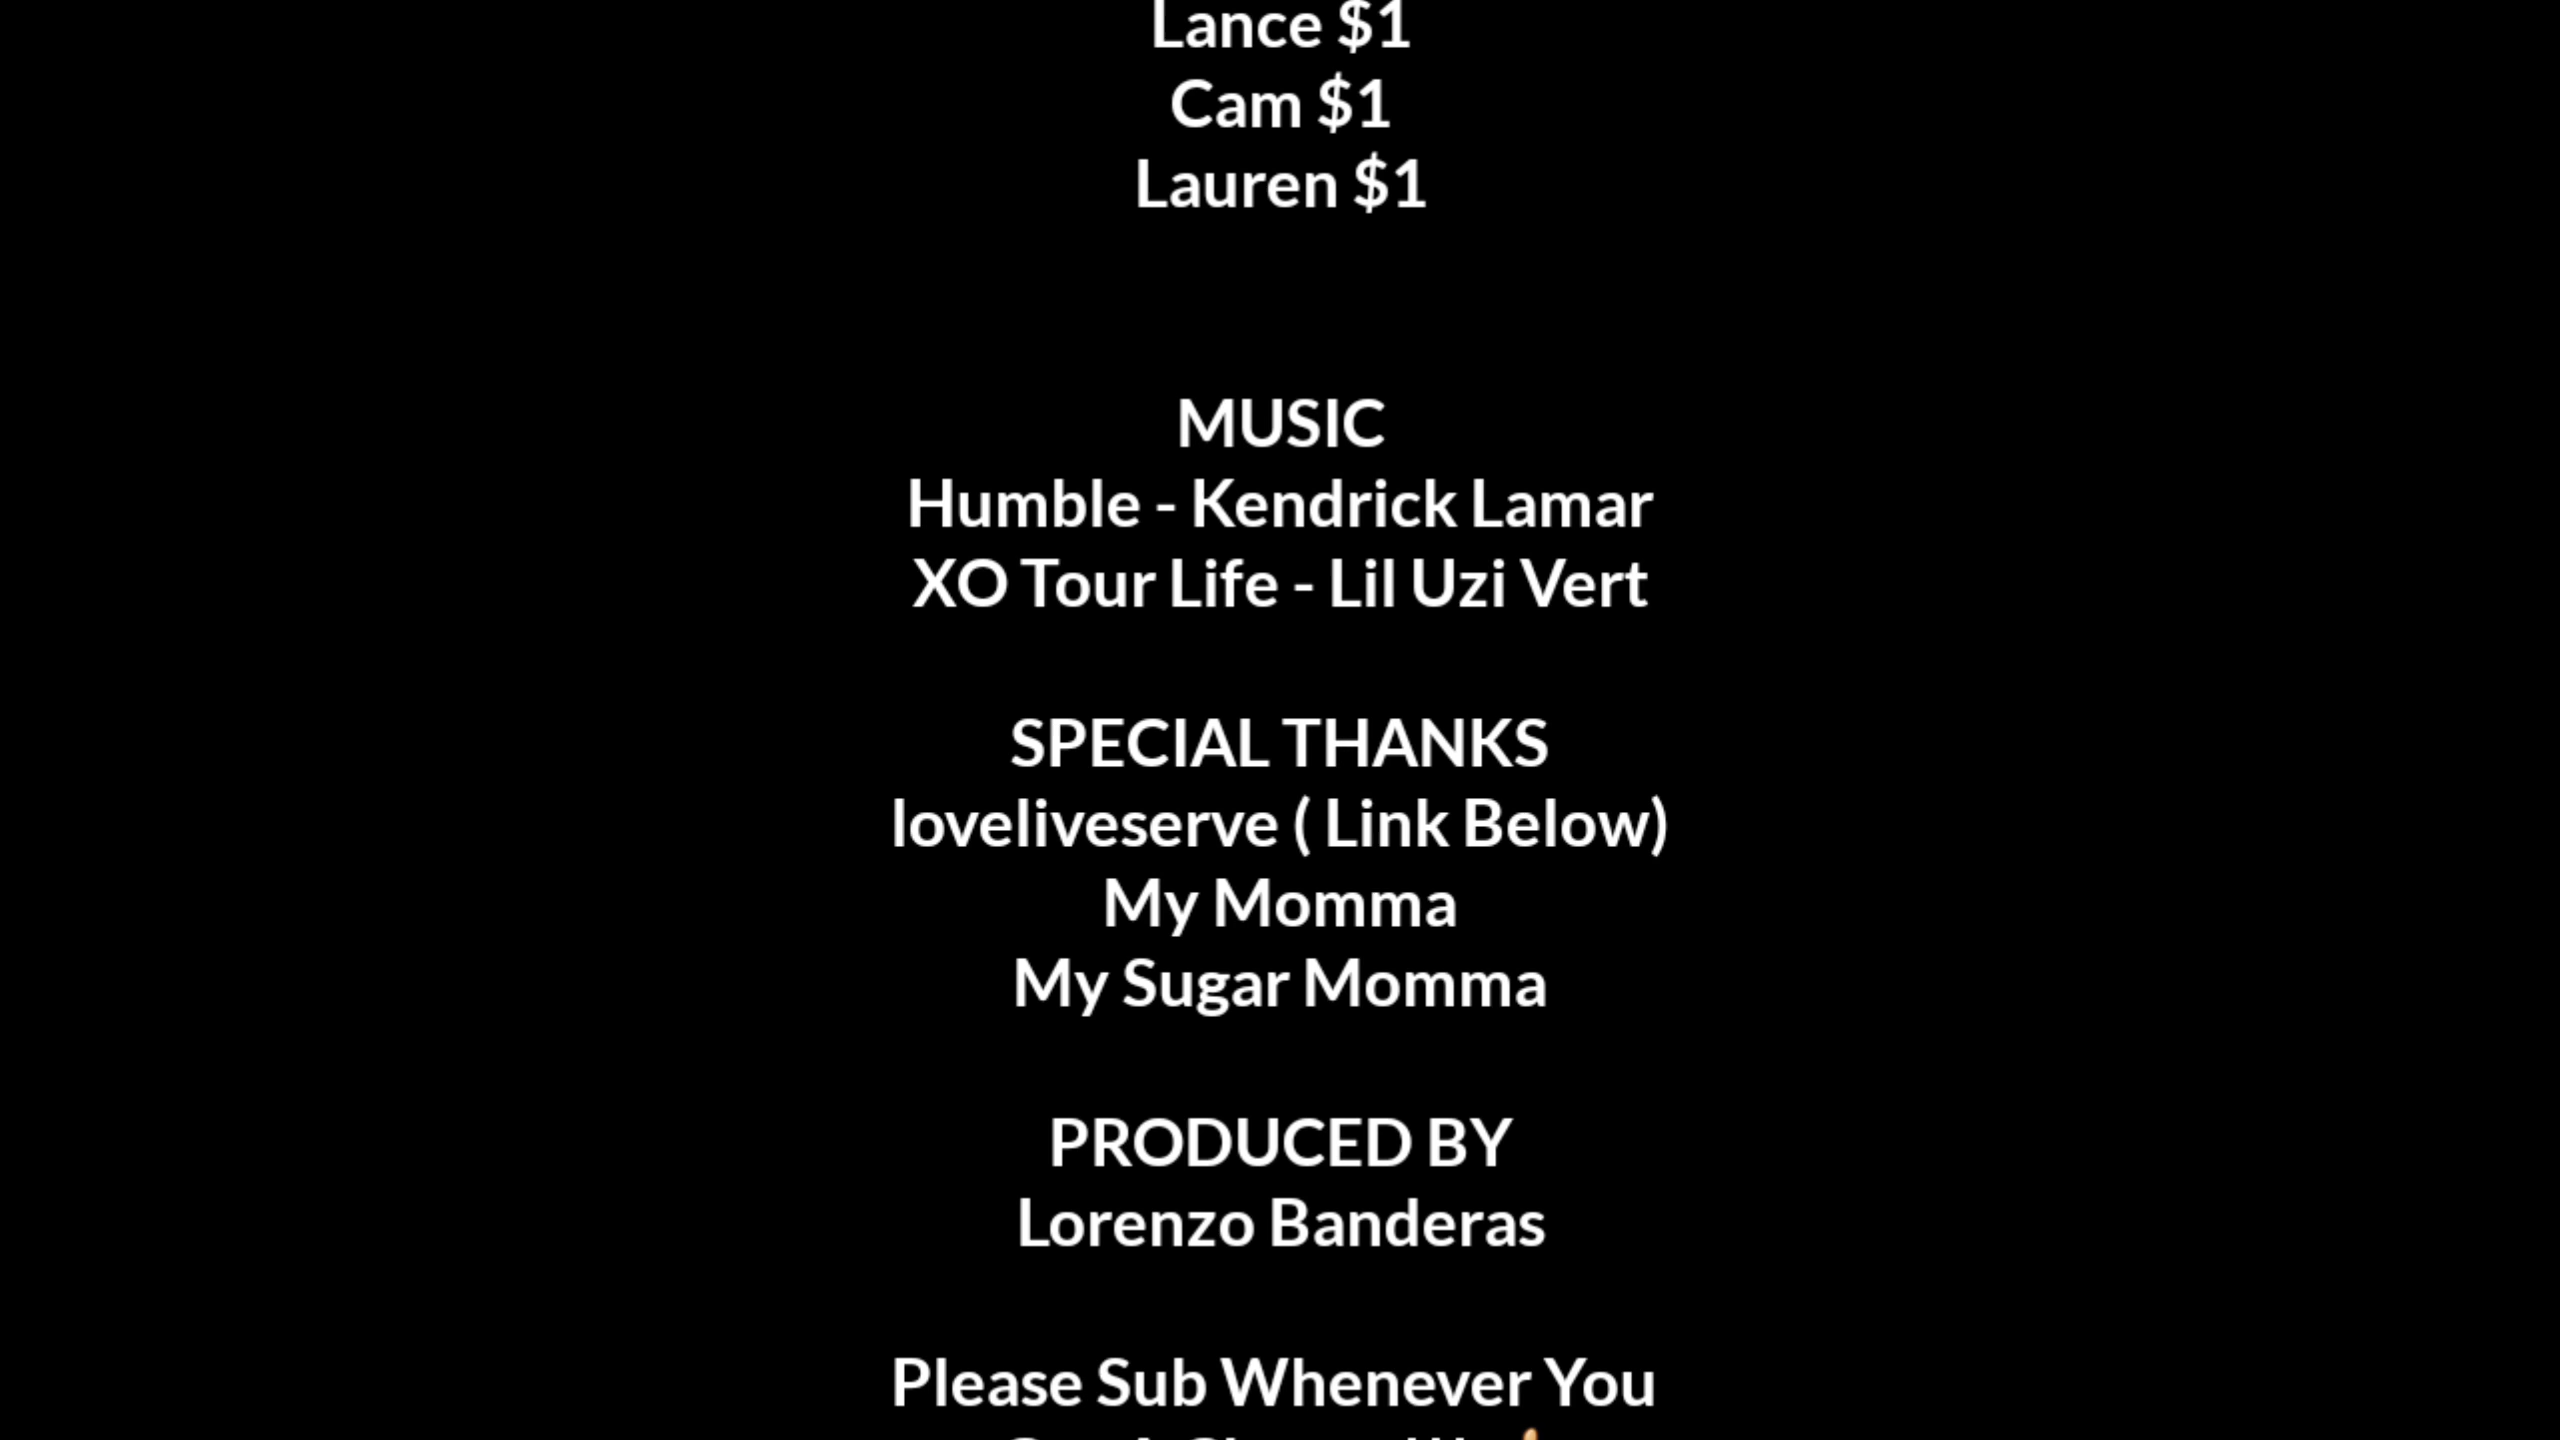 Lance $1
Cam $1
Lauren $1
MUSIC
Humble - Kendrick Lamar
XO Tour Life - Lil Uzi Vert
SPECIAL THANKS
loveliveserve ( Link Below)
My Momma
My Sugar Momma
PRODUCED BY
Lorenzo Banderas
Please Sub Whenever You